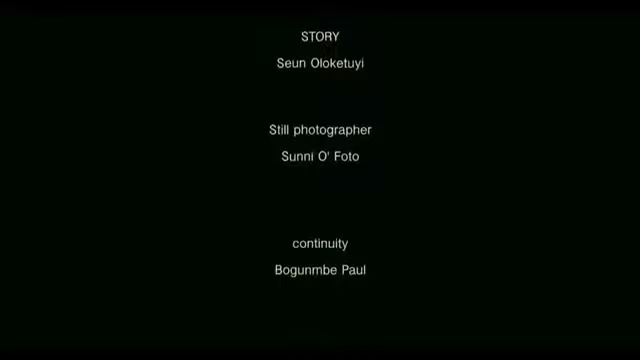 STORY
Seun Oloketuyi
Still photographer
Sunni O' Foto
continuity
Bogunmbe Paul